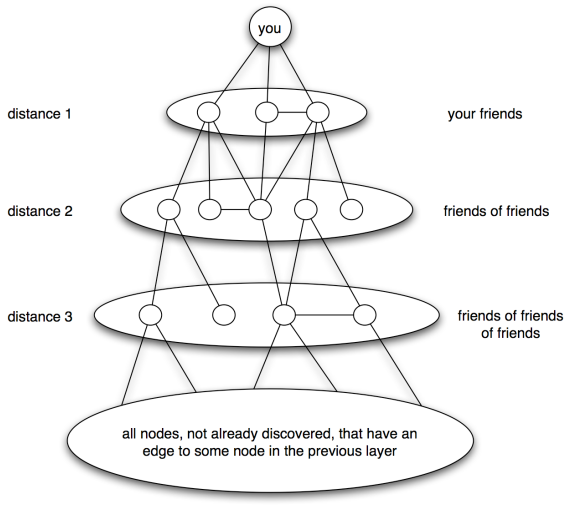 you
distance 1
your friends
distance 2
friends of friends
distance 3
friends of friends
of friends
all nodes, not already discovered, that have an
edge to some node in the previous layer